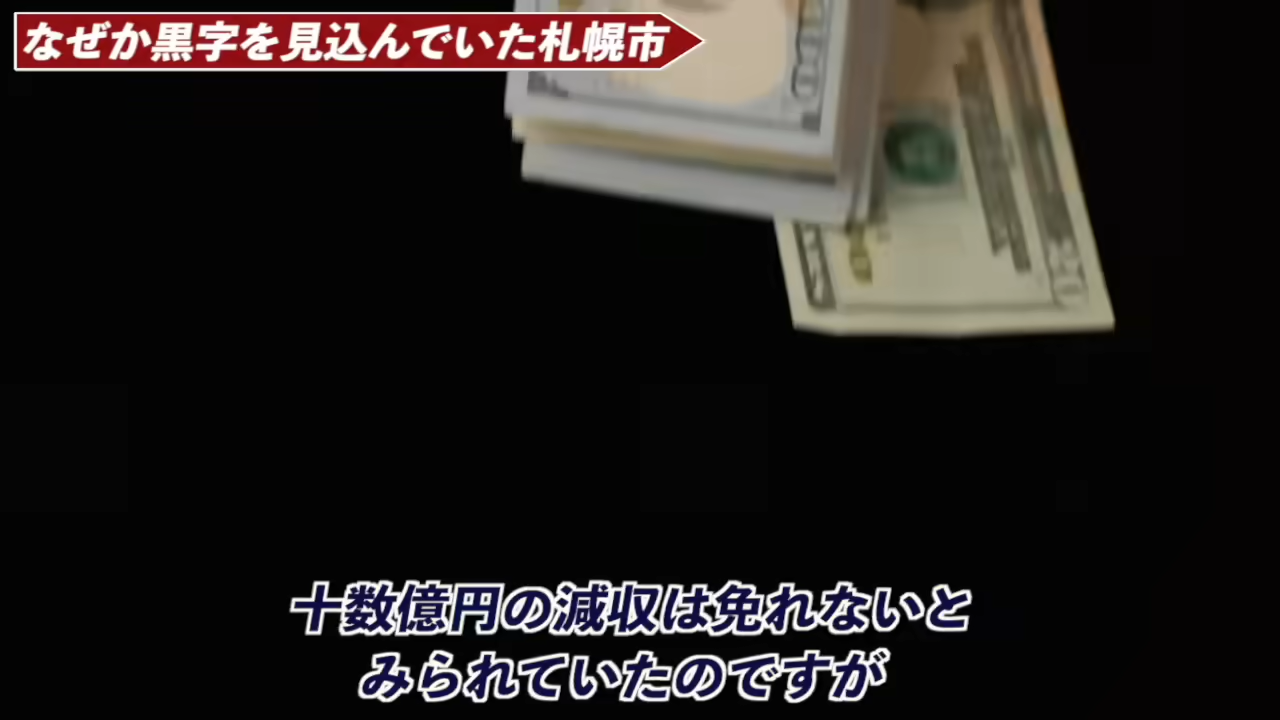 なぜか黒字を見込んでいた札幌市
十数億円の減収は免れないと
みられていたのですが